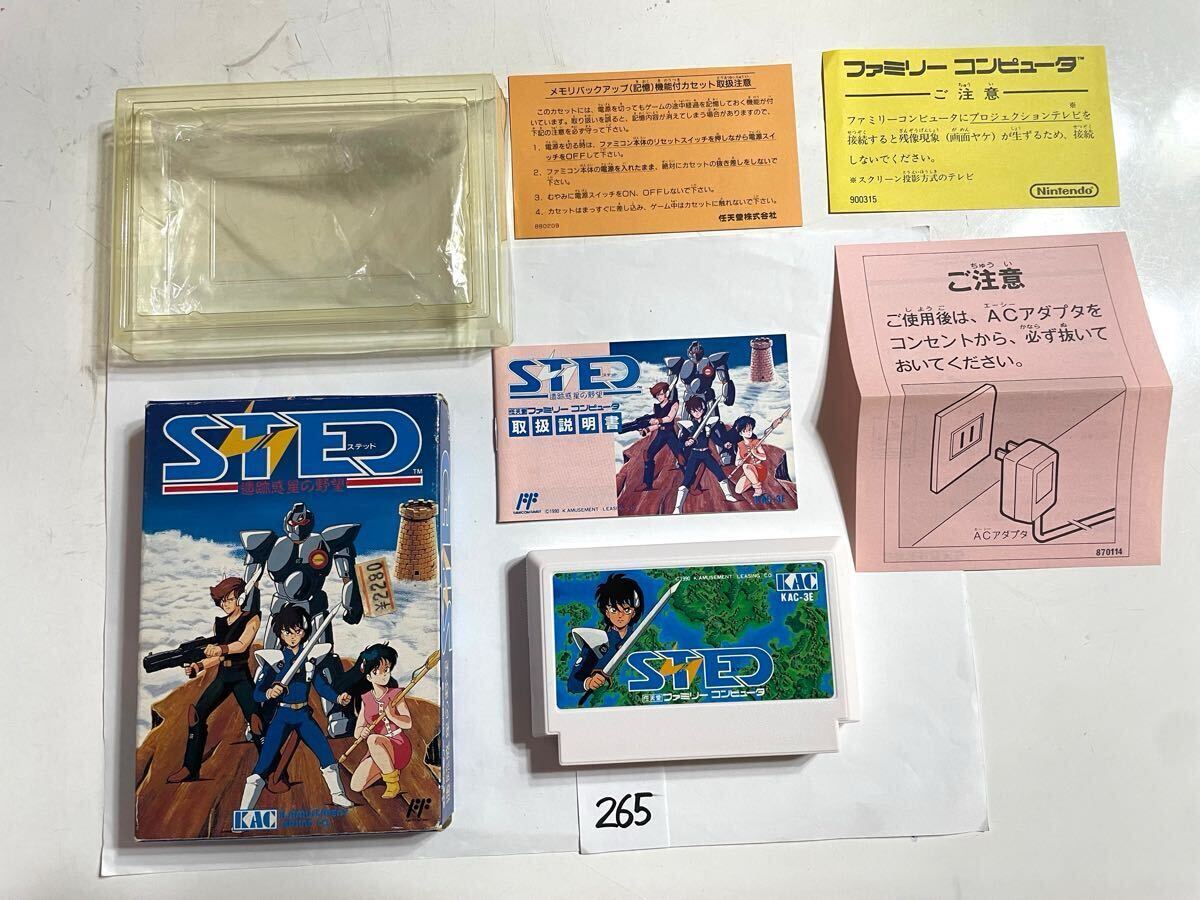 メモリバックアップ(記憶)機能付カセット取扱注意
このカセットには、電源を切ってもゲームの途中経過を記憶しておく機能が付
いています。取り扱いを誤ると、記憶内容が消えてしまう場合がありますので、
下記の注意を必ず守って下さい。
1. 電源を切る時は、ファミコン本体のリセットスイッチを押しながら電源スイ
ッチをOFFして下さい。
2. ファミコン本体の電源を入れたまま、絶対にカセットの抜き差しをしないで
下さい。
3. むやみに電源スイッチをON、OFFしないで下さい。
4. カセットはまっすぐに差し込み、ゲーム中はカセットに触れないで下さい。
880209
任天堂株式会社
ファミリー コンピュータ™
ご注意
ファミリーコンピュータにプロジェクションテレビを※
接続すると残像現象(画面ヤケ)が生ずるため、接続
しないでください。
※スクリーン投影方式のテレビ
900315
Nintendo
ご注意
ご使用後は、ACアダプタを
コンセントから、必ず抜いて
おいてください。
ACアダプタ
870114
STED
ステッド
遺跡惑星の野望
任天堂 ファミリー コンピュータ
取扱説明書
FAMILY COMPUTER
©1990 K AMUSEMENT LEASING CO.
KAC-3E
STED
ステッド
TM
遺跡惑星の野望
¥2280
KAC
K.AMUSEMENT
LEASING CO.
©1990 K'AMUSEMENT LEASING CO.
KAC
KAC-3E
STED
任天堂 ファミリー コンピュータ
265